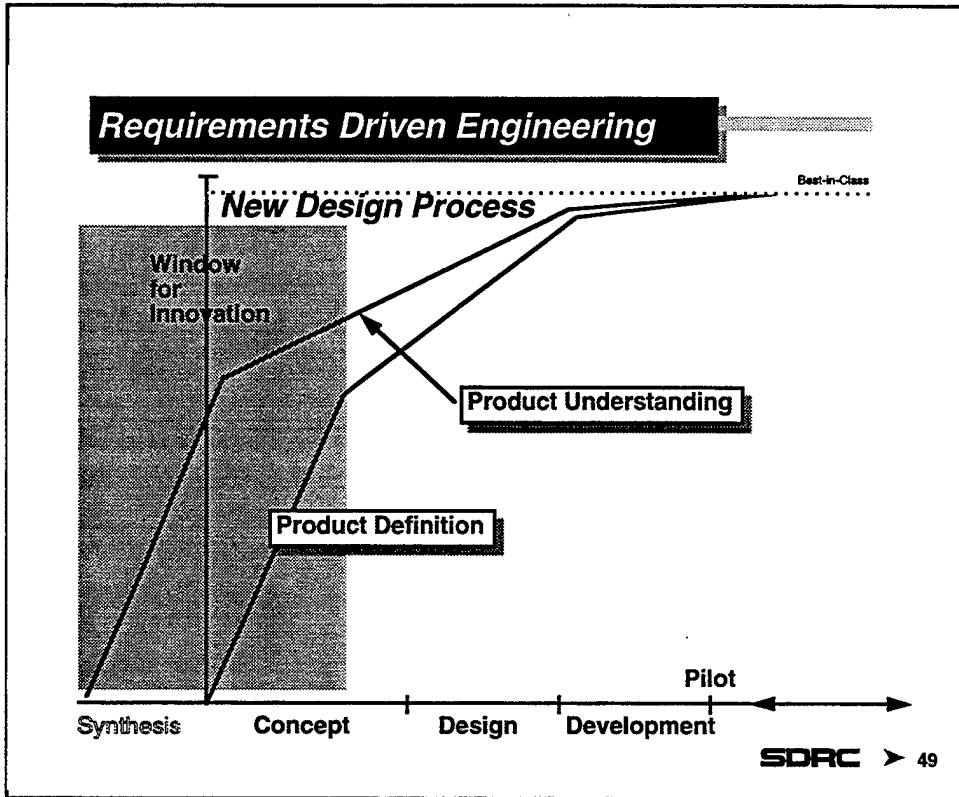 Requirements Driven Engineering
Best-in-Class
New Design Process
Window
for
Innovation
Product Understanding
Product Definition
Pilot
Synthesis Concept Design Development
SDRC ➤ 49